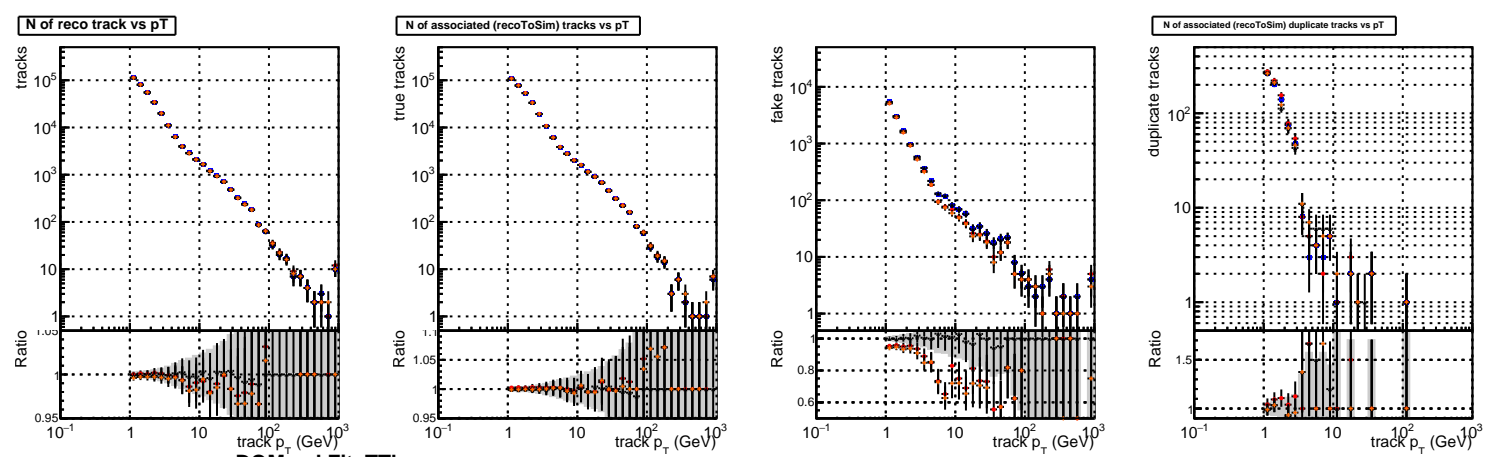 N of reco track vs pT
tracks
10^5
10^4
10^3
10^2
10
1
Ratio
1.05
1
0.95
10^-1 1 10 10^2 10^3
track p_T (GeV)
N of associated (recoToSim) tracks vs pT
true tracks
10^5
10^4
10^3
10^2
10
1
Ratio
1.1
1.05
1
0.95
10^-1 1 10 10^2 10^3
track p_T (GeV)
fake tracks
10^4
10^3
10^2
10
1
Ratio
1
0.8
0.6
10^-1 1 10 10^2 10^3
track p_T (GeV)
N of associated (recoToSim) duplicate tracks vs pT
duplicate tracks
10^2
10
1
Ratio
1.5
1
10^-1 1 10 10^2 10^3
track p_T (GeV)